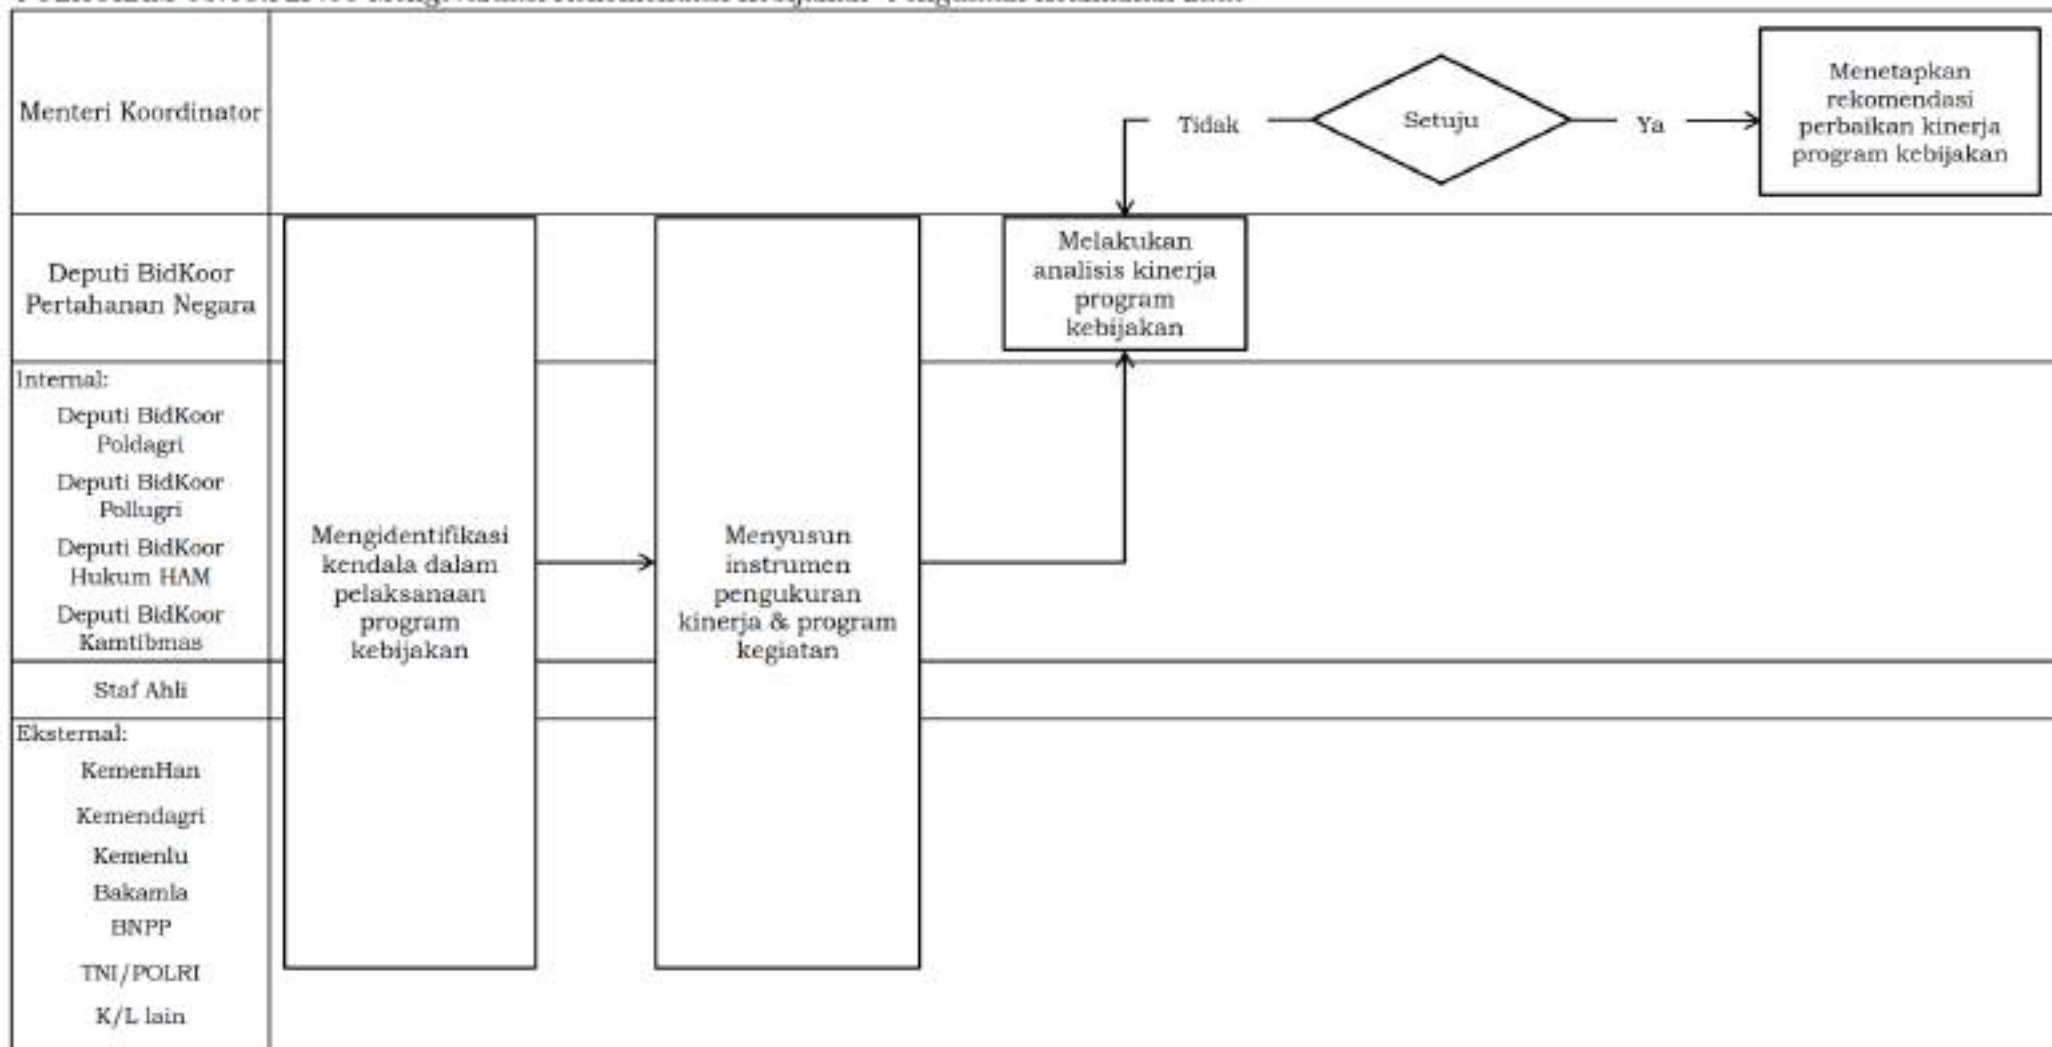 Menteri Koordinator
Tidak
Setuju
Ya
Menetapkan
rekomendasi
perbaikan kinerja
program kebijakan
Deputi BidKoor
Pertahanan Negara
Melakukan
analisis kinerja
program
kebijakan
Internal:
Deputi BidKoor
Poldagri
Deputi BidKoor
Pollugri
Deputi BidKoor
Hukum HAM
Deputi BidKoor
Kamtibmas
Mengidentifikasi
kendala dalam
pelaksanaan
program
kebijakan
Menyusun
instrumen
pengukuran
kinerja & program
kegiatan
Staf Ahli
Eksternal:
KemenHan
Kemendagri
Kemenlu
Bakamla
BNPP
TNI/POLRI
K/L lain